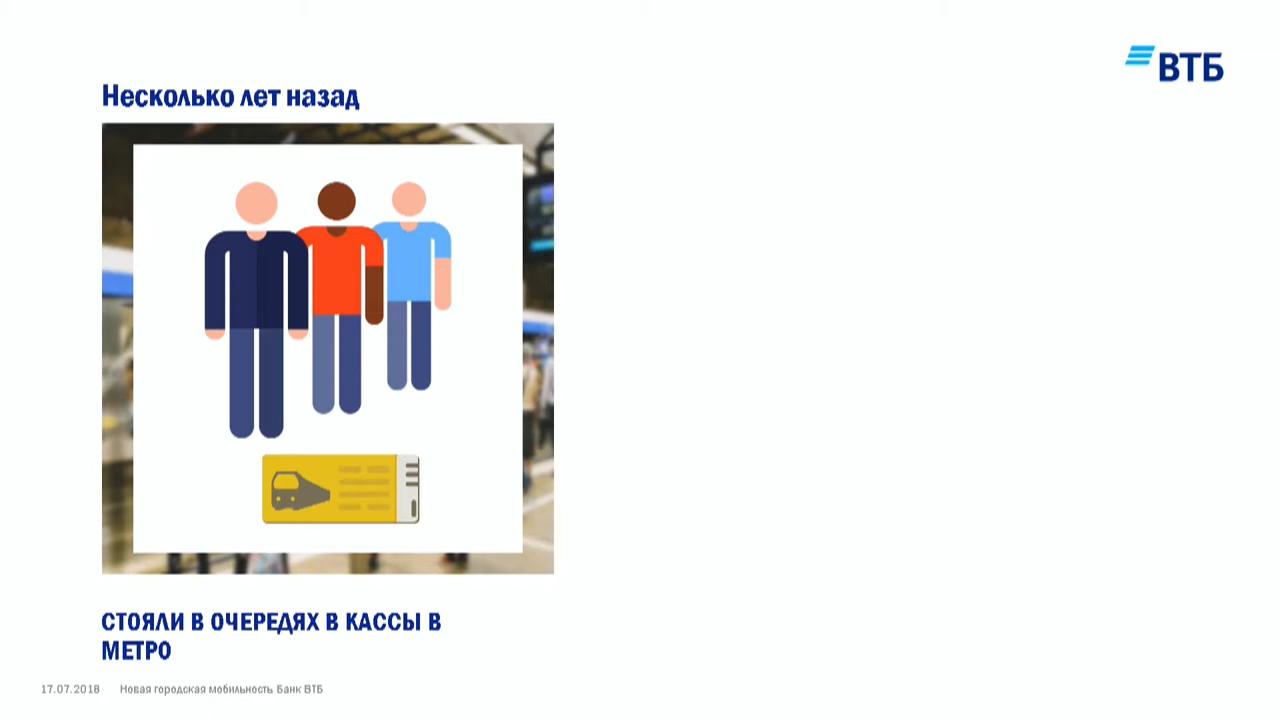 ВТБ
Несколько лет назад
СТОЯЛИ В ОЧЕРЕДЯХ В КАССЫ В
МЕТРО
17.07.2018 Новая городская мобильность Банк ВТБ